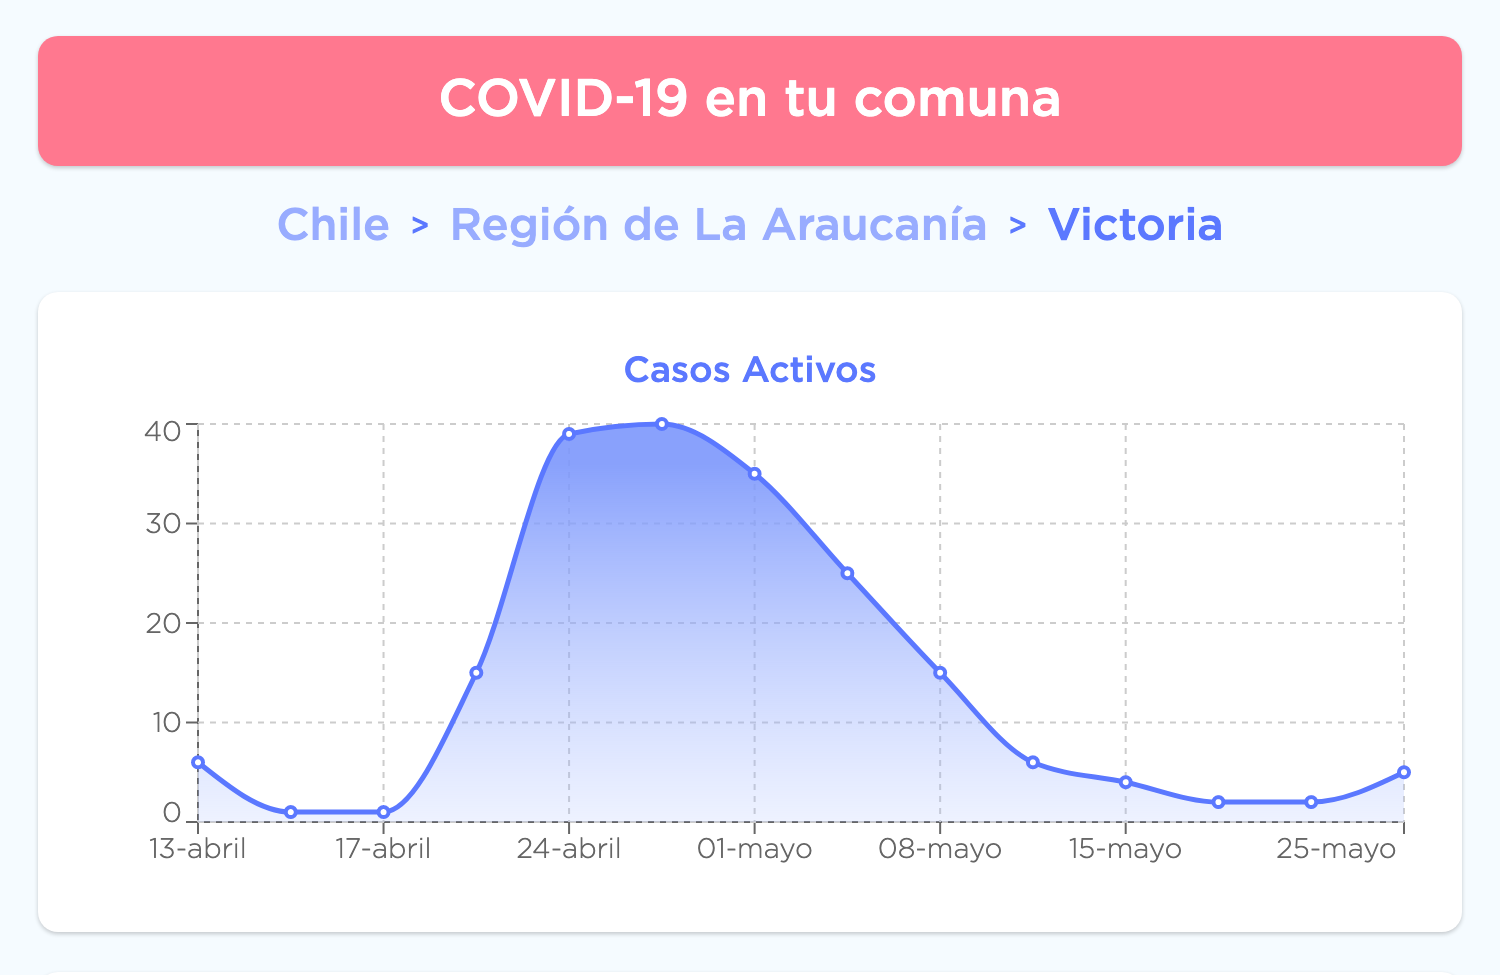 COVID-19 en tu comuna
Chile > Región de La Araucanía > Victoria
Casos Activos
40
30
20
10
0
13-abril 17-abril 24-abril 01-mayo 08-mayo 15-mayo 25-mayo